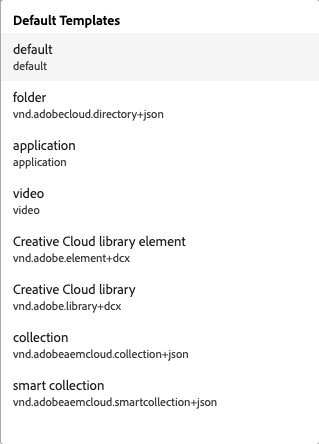 Default Templates
default
default
folder
vnd.adobecloud.directory+json
application
application
video
video
Creative Cloud library element
vnd.adobe.element+dcx
Creative Cloud library
vnd.adobe.library+dcx
collection
vnd.adobeaemcloud.collection+json
smart collection
vnd.adobeaemcloud.smartcollection+json